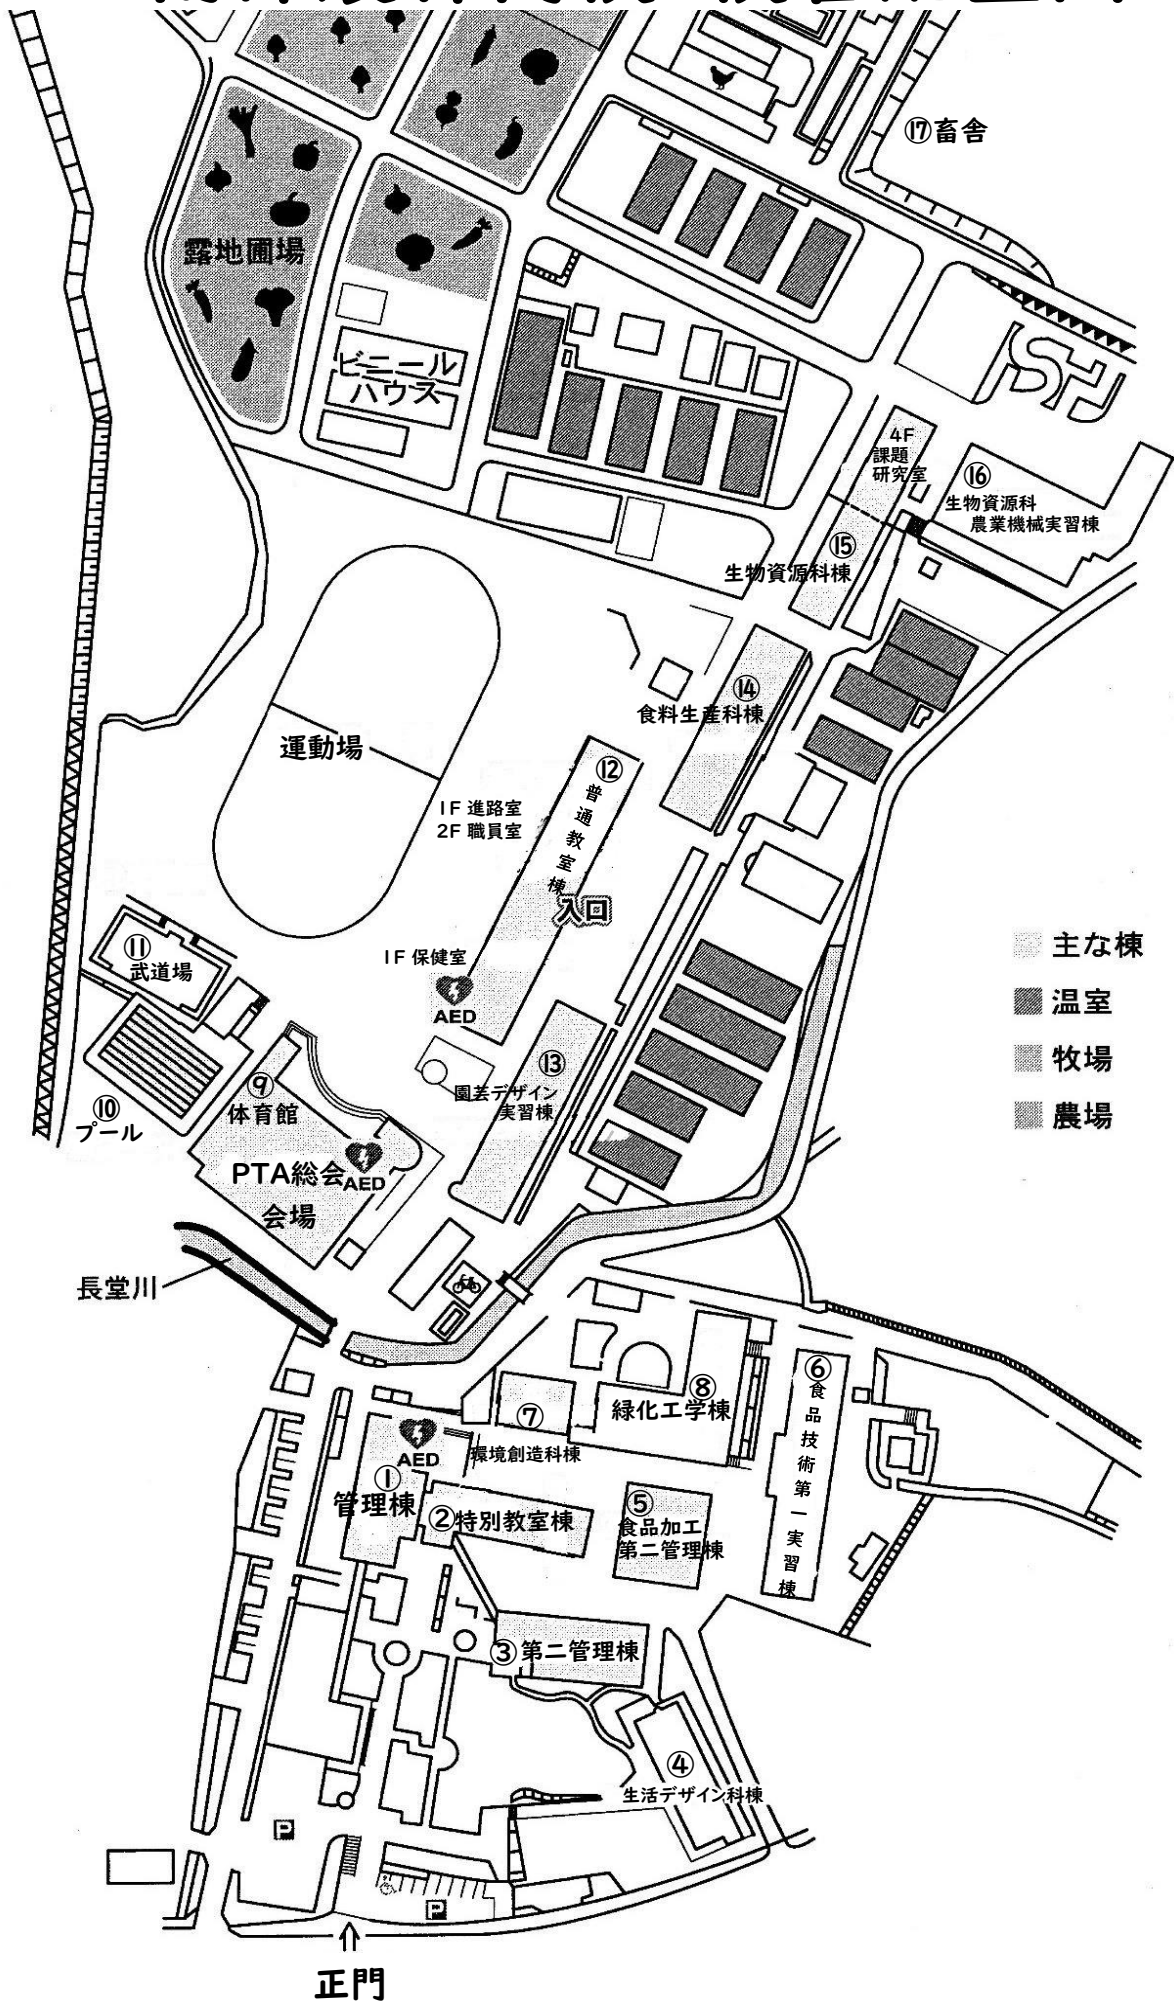 ⑰畜舎
露地圃場
ビニール
ハウス
4F
課題
研究室
⑯
生物資源科
農業機械実習棟
⑮
生物資源科棟
⑭
食料生産科棟
運動場
⑫
普通教室棟
1F 進路室
2F 職員室
入口
1F 保健室
AED
⑪
武道場
主な棟
温室
牧場
農場
⑬
園芸デザイン
実習棟
⑨
体育館
⑩
プール
PTA総会
会場
AED
長堂川
⑧
緑化工学棟
⑥
食品技術第一実習棟
⑦
環境創造科棟
AED
①
管理棟
②特別教室棟
⑤
食品加工
第二管理棟
③第二管理棟
④
生活デザイン科棟
P
P
正門